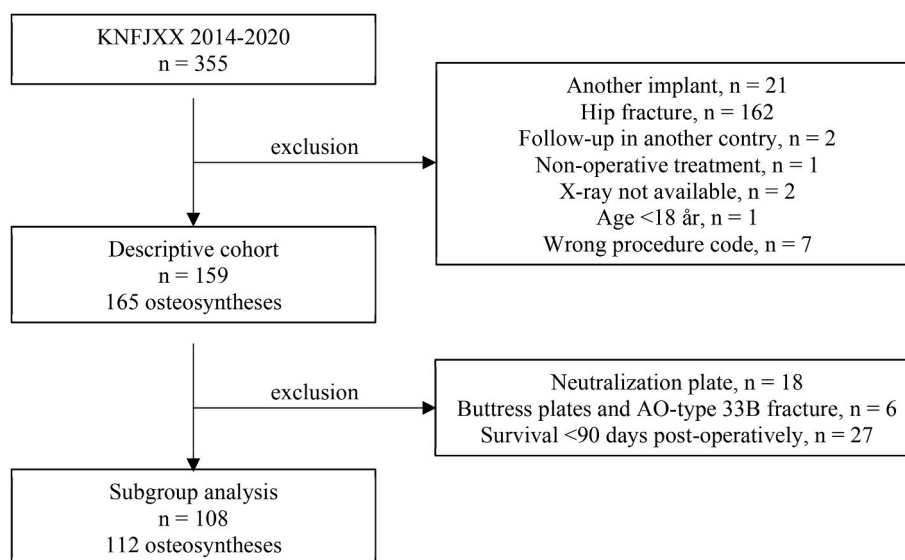 KNFJXX 2014-2020
n = 355
Another implant, n = 21
Hip fracture, n = 162
Follow-up in another contry, n = 2
Non-operative treatment, n = 1
X-ray not available, n = 2
Age <18 år, n = 1
Wrong procedure code, n = 7
exclusion
Descriptive cohort
n = 159
165 osteosyntheses
Neutralization plate, n = 18
Buttress plates and AO-type 33B fracture, n = 6
Survival <90 days post-operatively, n = 27
exclusion
Subgroup analysis
n = 108
112 osteosyntheses